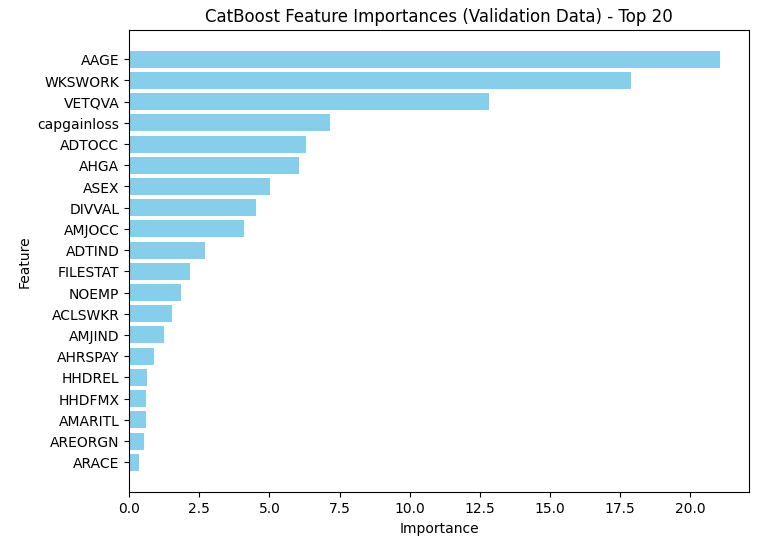 CatBoost Feature Importances (Validation Data) - Top 20
AAGE
WKSWORK
VETQVA
capgainloss
ADTOCC
AHGA
ASEX
DIVVAL
AMJOCC
ADTIND
FILESTAT
NOEMP
ACLSWKR
AMJIND
AHRSPAY
HHDREL
HHDFMX
AMARITL
AREORGN
ARACE
Feature
0.0 2.5 5.0 7.5 10.0 12.5 15.0 17.5 20.0
Importance